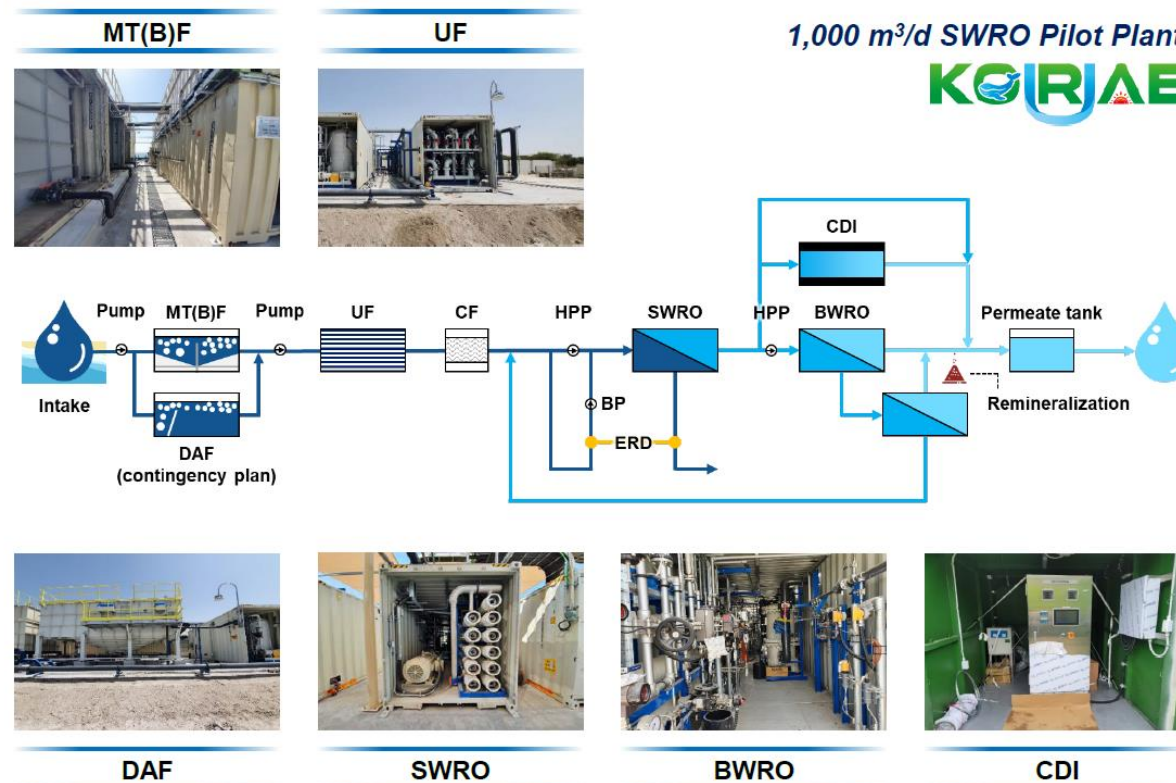 MT(B)F
UF
1,000 m³/d SWRO Pilot Plant
KORUAE
CDI
Pump
MT(B)F
Pump
UF
CF
HPP
SWRO
HPP
BWRO
Permeate tank
Intake
BP
Remineralization
DAF
(contingency plan)
ERD
DAF
SWRO
BWRO
CDI